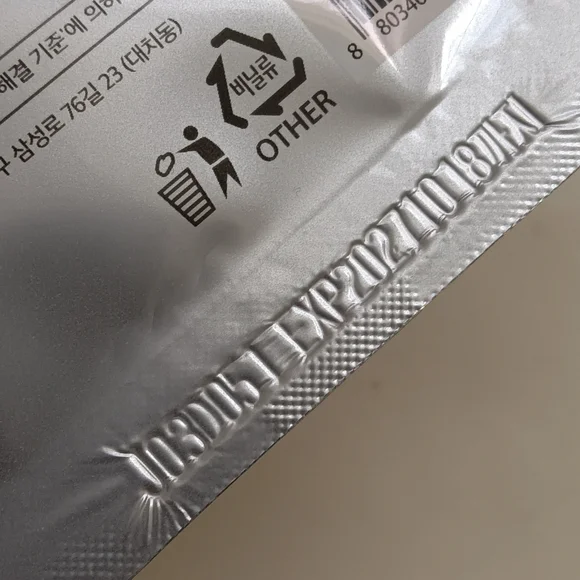 해결 기준'에 의하
구 삼성로 76길 23 (대치동)
비닐류
OTHER
8 80340
J03D051 EXP20271018까지